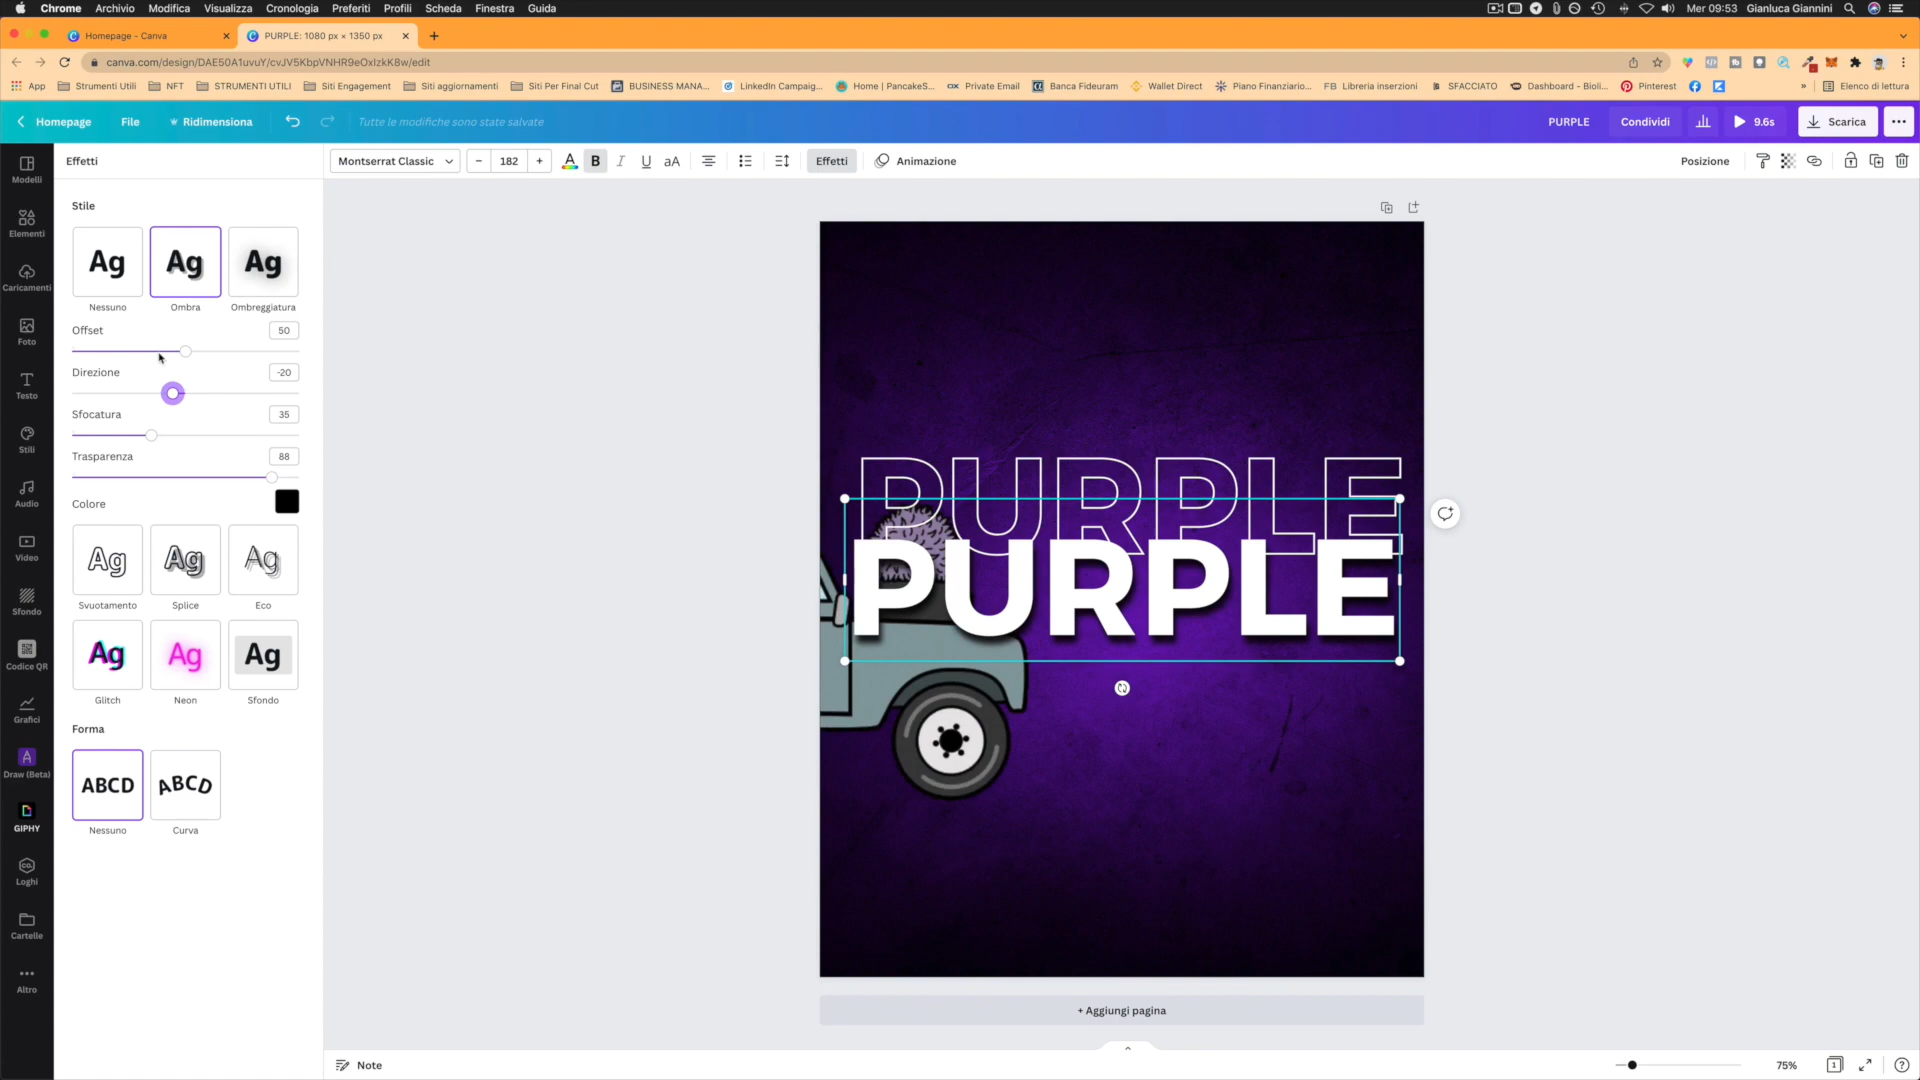 Chrome Archivio Modifica Visualizza Cronologia Preferiti Profili Scheda Finestra Guida Mer 09:53 Gianluca Giannini
Homepage - Canva PURPLE: 1080 px × 1350 px
canva.com/design/DAE50A1uvuY/cvJV5KbpVNHR9eOxIzkK8w/edit
App Strumenti Utili NFT STRUMENTI UTILI Siti Engagement Siti aggiornamenti Siti Per Final Cut BUSINESS MANA... LinkedIn Campaig... Home | PancakeS... Private Email Banca Fideuram Wallet Direct Piano Finanziario... FB Libreria inserzioni SFACCIATO Dashboard - Bioli... Pinterest » Elenco di lettura
Homepage File Ridimensiona Tutte le modifiche sono state salvate PURPLE Condividi 9.6s Scarica
Effetti Montserrat Classic − 182 + A B I U aA Effetti Animazione Posizione
Modelli
Elementi
Caricamenti
Foto
Testo
Stili
Audio
Video
Sfondo
Codice QR
Grafici
Draw (Beta)
GIPHY
Loghi
Cartelle
Altro
Stile
Ag Ag Ag
Nessuno Ombra Ombreggiatura
Offset 50
Direzione -20
Sfocatura 35
Trasparenza 88
Colore
Ag Ag Ag
Svuotamento Splice Eco
Ag Ag Ag
Glitch Neon Sfondo
Forma
ABCD ABCD
Nessuno Curva
PURPLE
PURPLE
+ Aggiungi pagina
Note 75% 1 ?